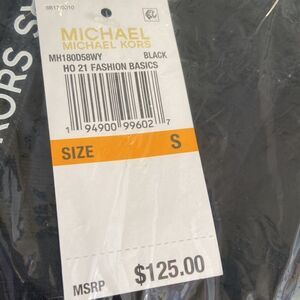 MICHAEL
MICHAEL KORS
MH180D58WY BLACK
HO 21 FASHION BASICS
1 94900 99602 7
SIZE S
MSRP $125.00
KORS